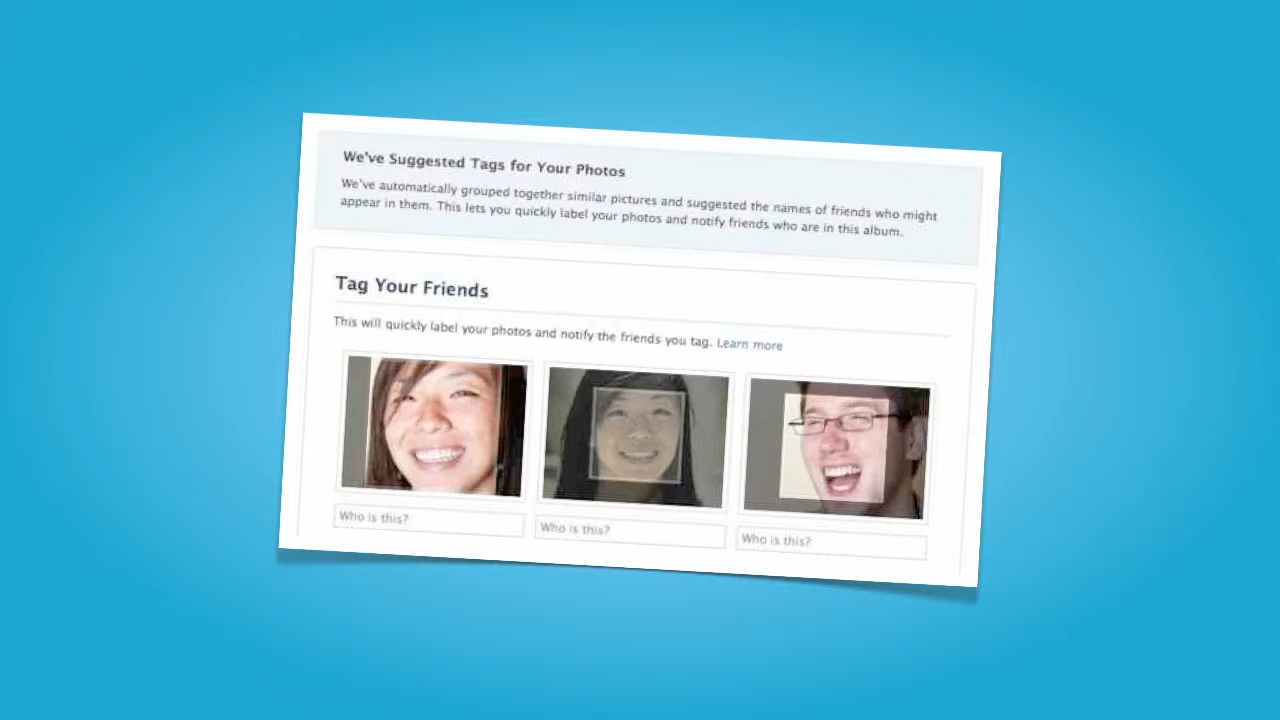 We've Suggested Tags for Your Photos
We've automatically grouped together similar pictures and suggested the names of friends who might
appear in them. This lets you quickly label your photos and notify friends who are in this album.
Tag Your Friends
This will quickly label your photos and notify the friends you tag. Learn more
Who is this?
Who is this?
Who is this?